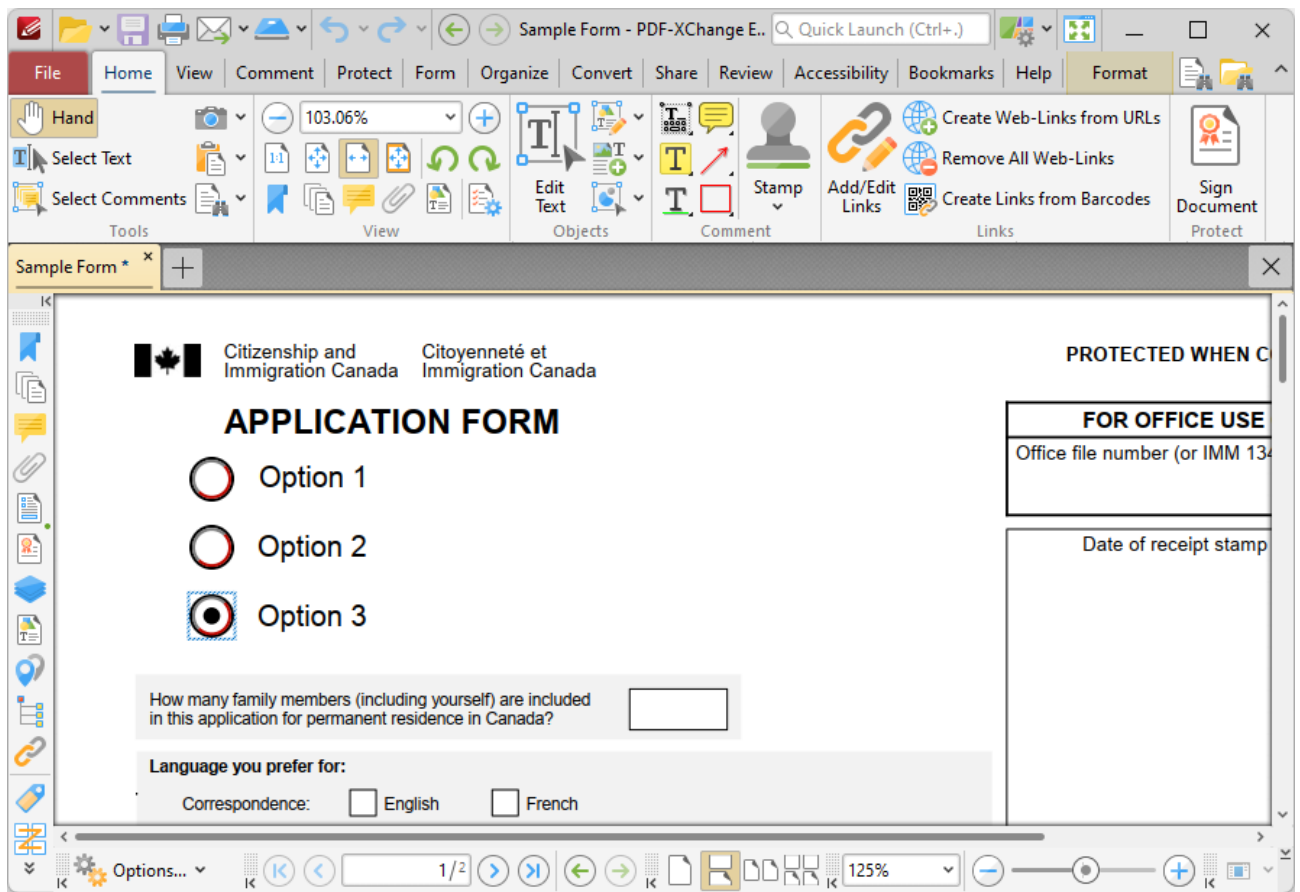 Sample Form - PDF-XChange E..
Quick Launch (Ctrl+.)
File Home View Comment Protect Form Organize Convert Share Review Accessibility Bookmarks Help Format
Hand
Select Text
Select Comments
Tools
103.06%
1:1
View
Edit
Text
Objects
Comment
Stamp
Add/Edit
Links
Create Web-Links from URLs
Remove All Web-Links
Create Links from Barcodes
Links
Sign
Document
Protect
Sample Form *
Citizenship and
Immigration Canada
Citoyenneté et
Immigration Canada
PROTECTED WHEN C
APPLICATION FORM
FOR OFFICE USE
Office file number (or IMM 134
Option 1
Option 2
Date of receipt stamp
Option 3
How many family members (including yourself) are included
in this application for permanent residence in Canada?
Language you prefer for:
Correspondence: English French
Options... 1/2 125%